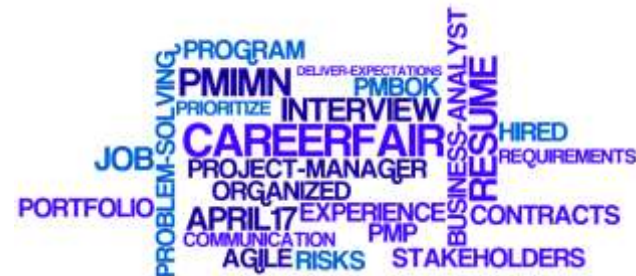 PROGRAM
DELIVER-EXPECTATIONS
PMIMN
PMBOK
PRIORITIZE
INTERVIEW
CAREERFAIR
JOB
PROBLEM-SOLVING
PROJECT-MANAGER
ORGANIZED
PORTFOLIO
APRIL17
EXPERIENCE
COMMUNICATION
PMP
AGILE
RISKS
STAKEHOLDERS
BUSINESS-ANALYST
RESUME
HIRED
REQUIREMENTS
CONTRACTS